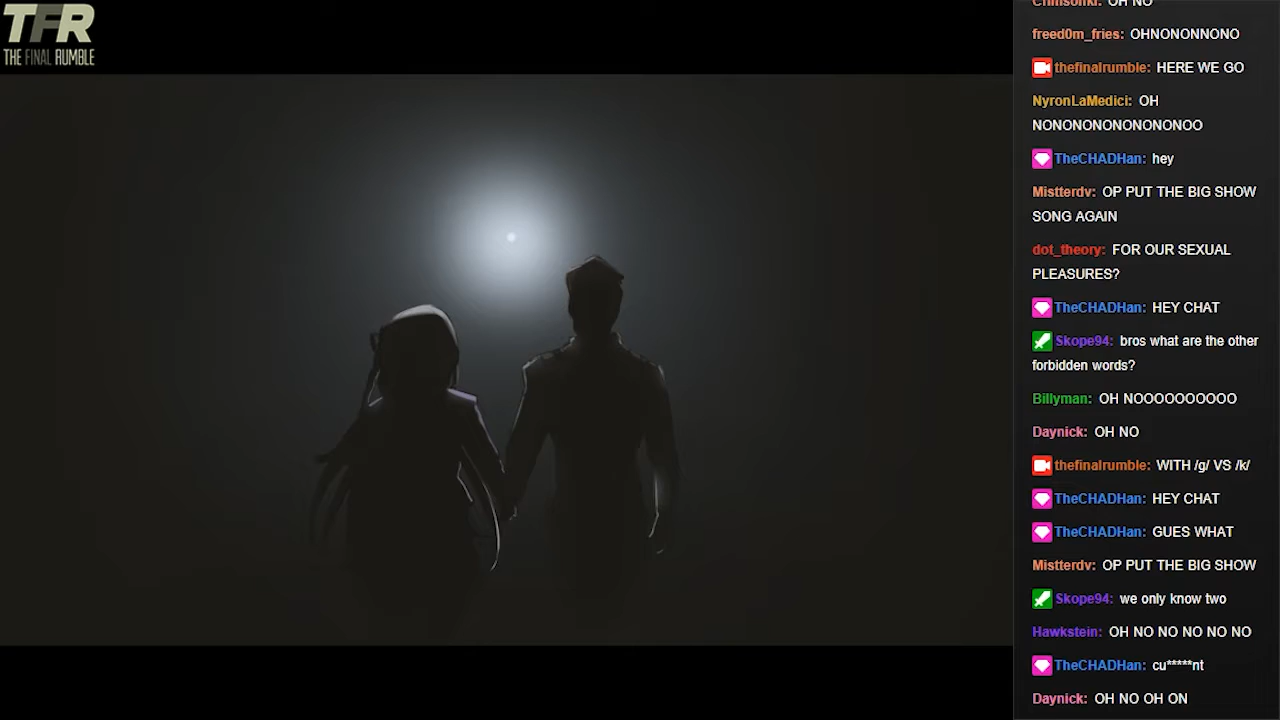 TFR
THE FINAL RUMBLE
Chillsonki: OH NO
freed0m_fries: OHNONONNONO
thefinalrumble: HERE WE GO
NyronLaMedici: OH
NONONONONONONONOO
TheCHADHan: hey
Mistterdv: OP PUT THE BIG SHOW
SONG AGAIN
dot_theory: FOR OUR SEXUAL
PLEASURES?
TheCHADHan: HEY CHAT
Skope94: bros what are the other
forbidden words?
Billyman: OH NOOOOOOOOOO
Daynick: OH NO
thefinalrumble: WITH /g/ VS /k/
TheCHADHan: HEY CHAT
TheCHADHan: GUES WHAT
Mistterdv: OP PUT THE BIG SHOW
Skope94: we only know two
Hawkstein: OH NO NO NO NO NO
TheCHADHan: cu*****nt
Daynick: OH NO OH ON